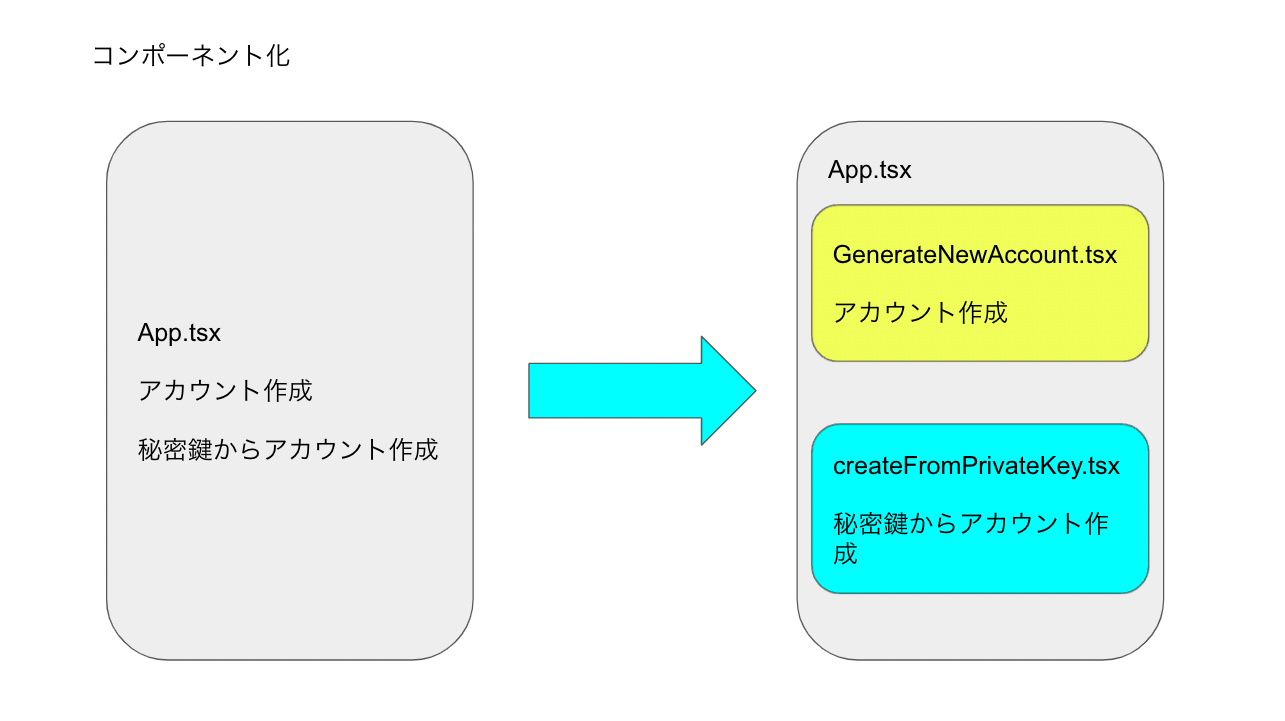 コンポーネント化
App.tsx
アカウント作成
秘密鍵からアカウント作成
App.tsx
GenerateNewAccount.tsx
アカウント作成
createFromPrivateKey.tsx
秘密鍵からアカウント作
成